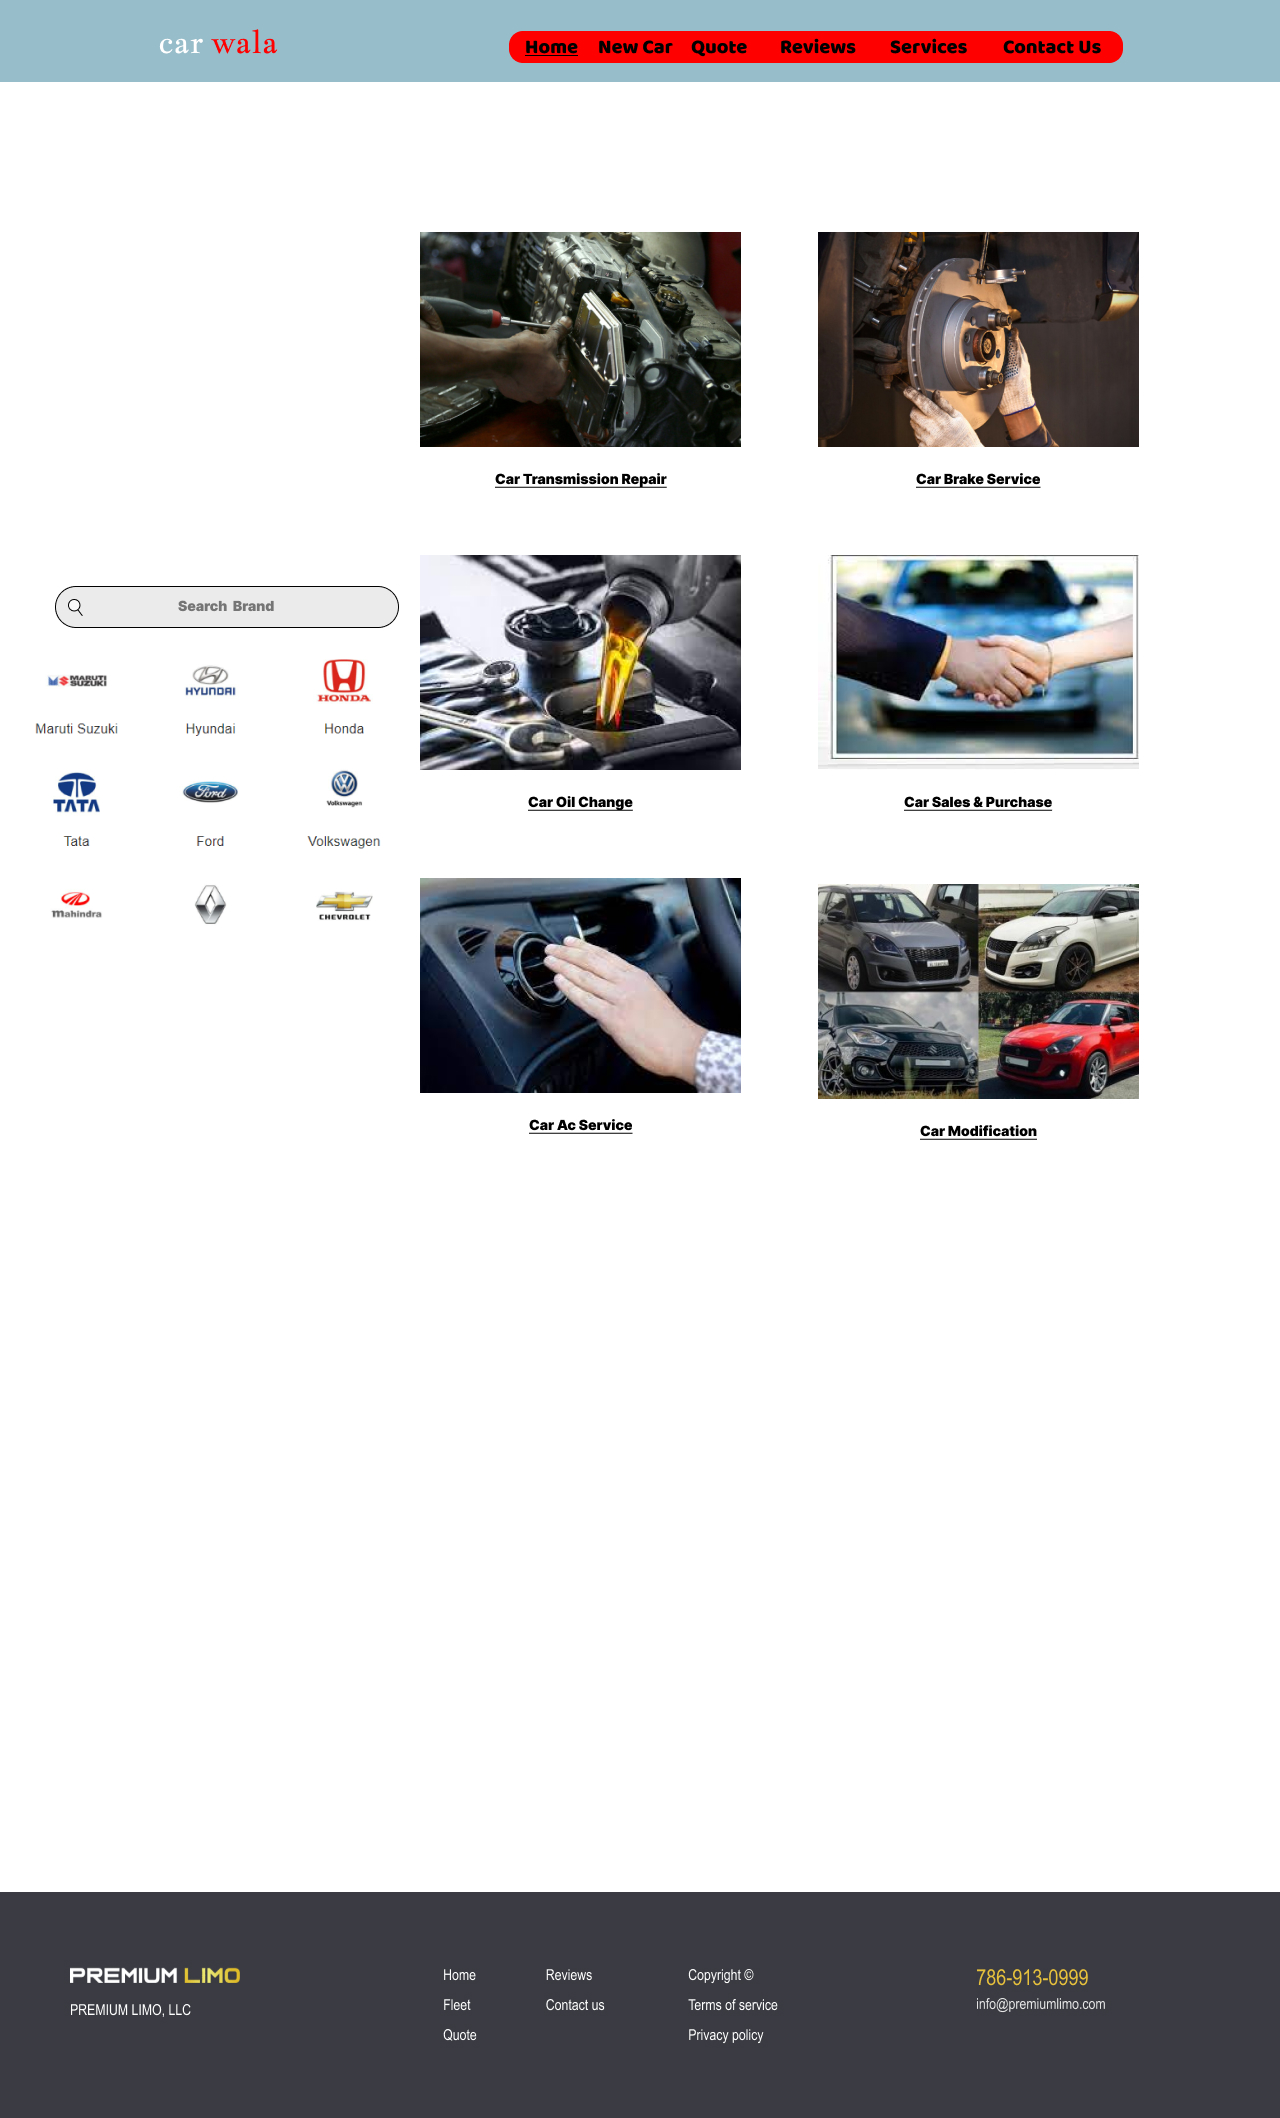 car wala
Home New Car Quote Reviews Services Contact Us
Car Transmission Repair
Car Brake Service
Search Brand
MARUTI
SUZUKI
HYUNDAI
HONDA
Maruti Suzuki
Hyundai
Honda
TATA
Ford
Volkswagen
Tata
Ford
Volkswagen
Car Oil Change
Car Sales & Purchase
mahindra
CHEVROLET
Car Ac Service
Car Modification
PREMIUM LIMO
PREMIUM LIMO, LLC
Home
Fleet
Quote
Reviews
Contact us
Copyright ©
Terms of service
Privacy policy
786-913-0999
info@premiumlimo.com